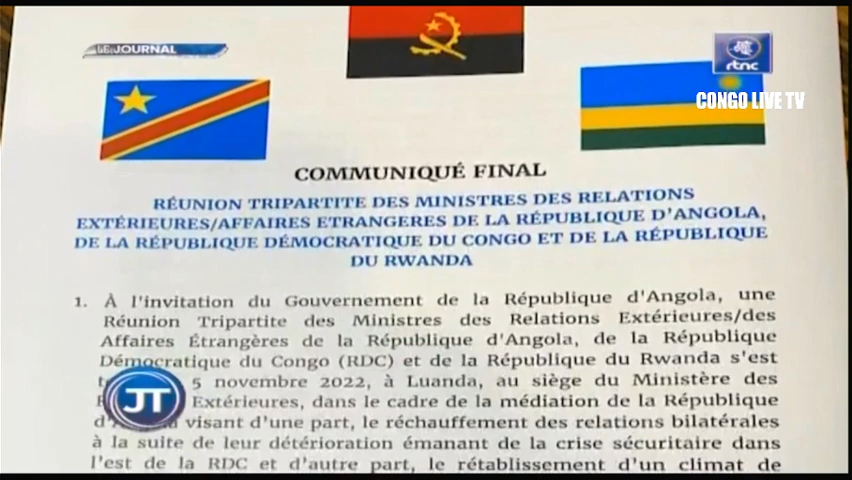 LE JOURNAL
rtnc
CONGO LIVE TV
COMMUNIQUÉ FINAL
RÉUNION TRIPARTITE DES MINISTRES DES RELATIONS
EXTÉRIEURES/AFFAIRES ETRANGERES DE LA RÉPUBLIQUE D'ANGOLA,
DE LA RÉPUBLIQUE DÉMOCRATIQUE DU CONGO ET DE LA RÉPUBLIQUE
DU RWANDA
1. À l'invitation du Gouvernement de la République d'Angola, une
Réunion Tripartite des Ministres des Relations Extérieures/des
Affaires Étrangères de la République d'Angola, de la République
Démocratique du Congo (RDC) et de la République du Rwanda s'est
5 novembre 2022, à Luanda, au siège du Ministère des
Extérieures, dans le cadre de la médiation de la République
visant d'une part, le réchauffement des relations bilatérales
à la suite de leur détérioration émanant de la crise sécuritaire dans
l'est de la RDC et d'autre part, le rétablissement d'un climat de
JT